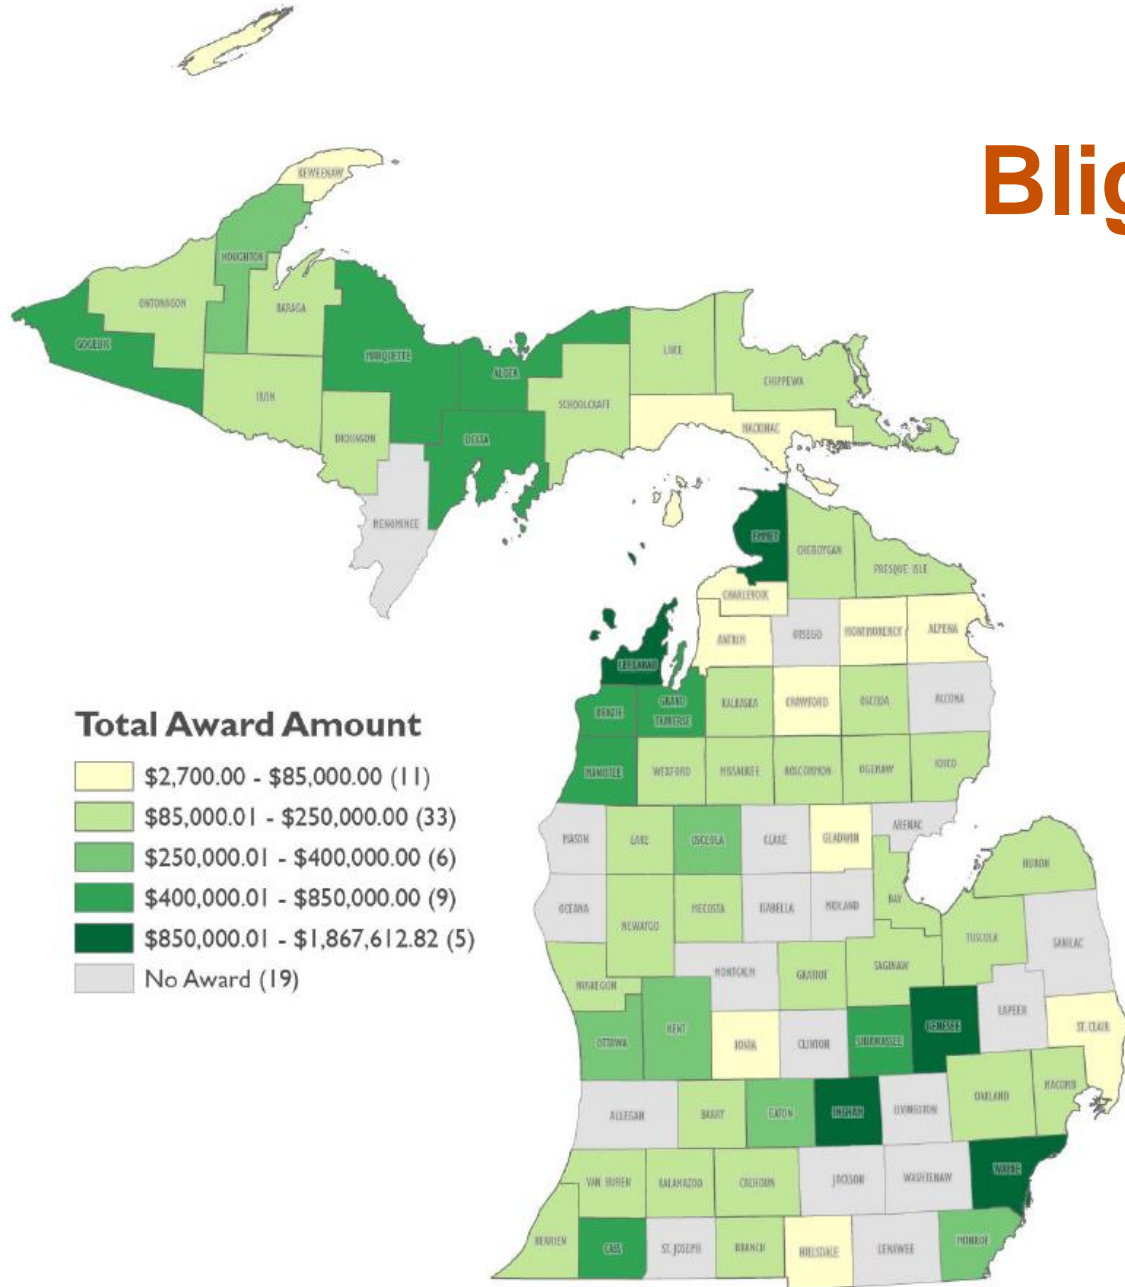 Blig
KEWEENAW
HOUGHTON
ONTONAGON
BARAGA
GOGEBIC
MARQUETTE
ALGER
LUCE
CHIPPEWA
IRON
SCHOOLCRAFT
MACKINAC
DICKINSON
DELTA
MENOMINEE
EMMET
CHEBOYGAN
PRESQUE ISLE
CHARLEVOIX
ANTRIM
OTSEGO
MONTMORENCY
ALPENA
LEELANAU
BENZIE
GRAND
TRAVERSE
KALKASKA
CRAWFORD
OSCODA
ALCONA
MANISTEE
WEXFORD
MISSAUKEE
ROSCOMMON
OGEMAW
IOSCO
Total Award Amount
$2,700.00 - $85,000.00 (11)
$85,000.01 - $250,000.00 (33)
$250,000.01 - $400,000.00 (6)
$400,000.01 - $850,000.00 (9)
$850,000.01 - $1,867,612.82 (5)
No Award (19)
MASON
LAKE
OSCEOLA
CLARE
GLADWIN
ARENAC
HURON
OCEANA
NEWAYGO
MECOSTA
ISABELLA
MIDLAND
BAY
TUSCOLA
SANILAC
MUSKEGON
MONTCALM
GRATIOT
SAGINAW
LAPEER
ST. CLAIR
OTTAWA
KENT
IONIA
CLINTON
SHIAWASSEE
GENESEE
ALLEGAN
BARRY
EATON
INGHAM
LIVINGSTON
OAKLAND
MACOMB
VAN BUREN
KALAMAZOO
CALHOUN
JACKSON
WASHTENAW
WAYNE
BERRIEN
CASS
ST. JOSEPH
BRANCH
HILLSDALE
LENAWEE
MONROE